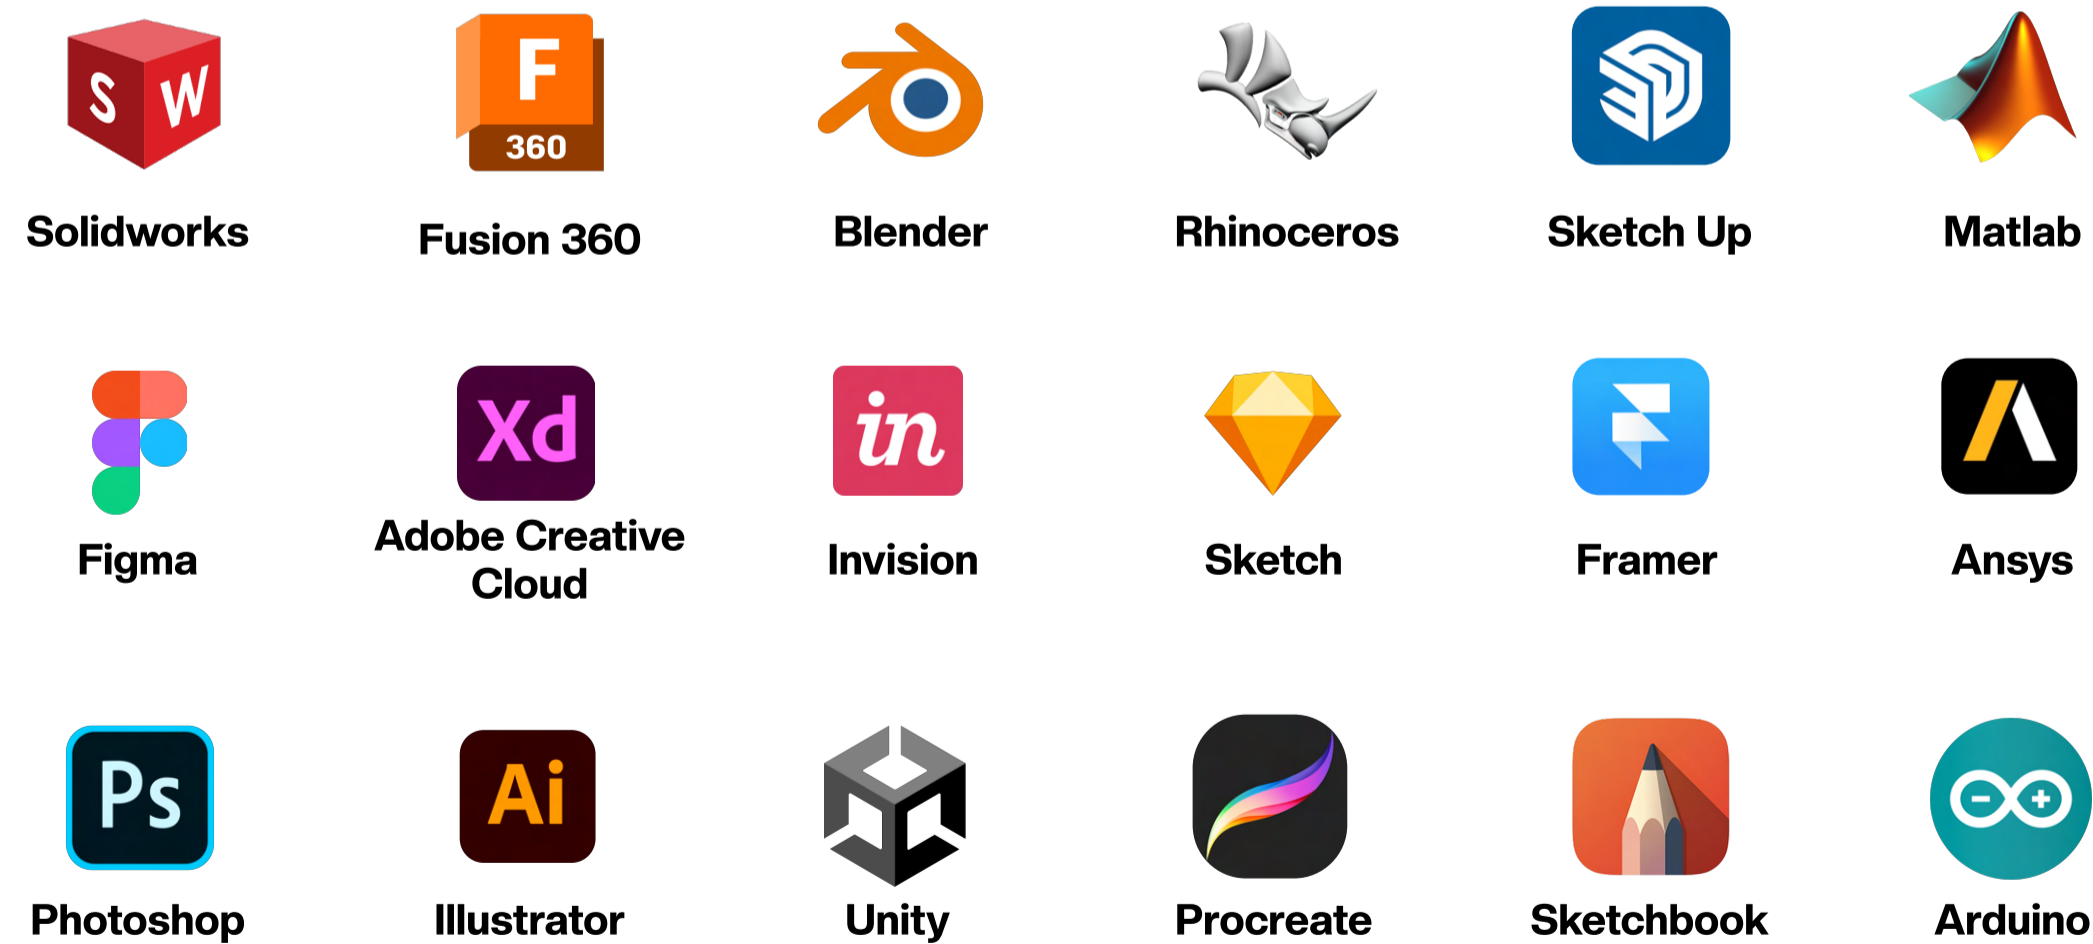 S W
F
360
Solidworks
Fusion 360
Blender
Rhinoceros
Sketch Up
Matlab
Xd
in
Figma
Adobe Creative
Cloud
Invision
Sketch
Framer
Ansys
Ps
Ai
Photoshop
Illustrator
Unity
Procreate
Sketchbook
Arduino